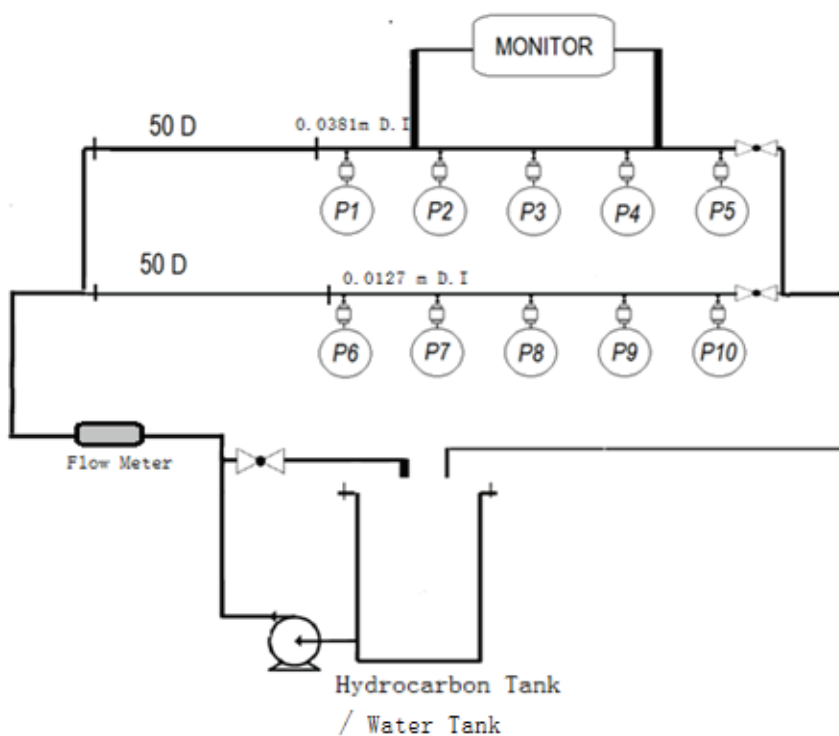 MONITOR
50 D
0.0381m D.I
P1 P2 P3 P4 P5
50 D
0.0127 m D.I
P6 P7 P8 P9 P10
Flow Meter
Hydrocarbon Tank
/ Water Tank